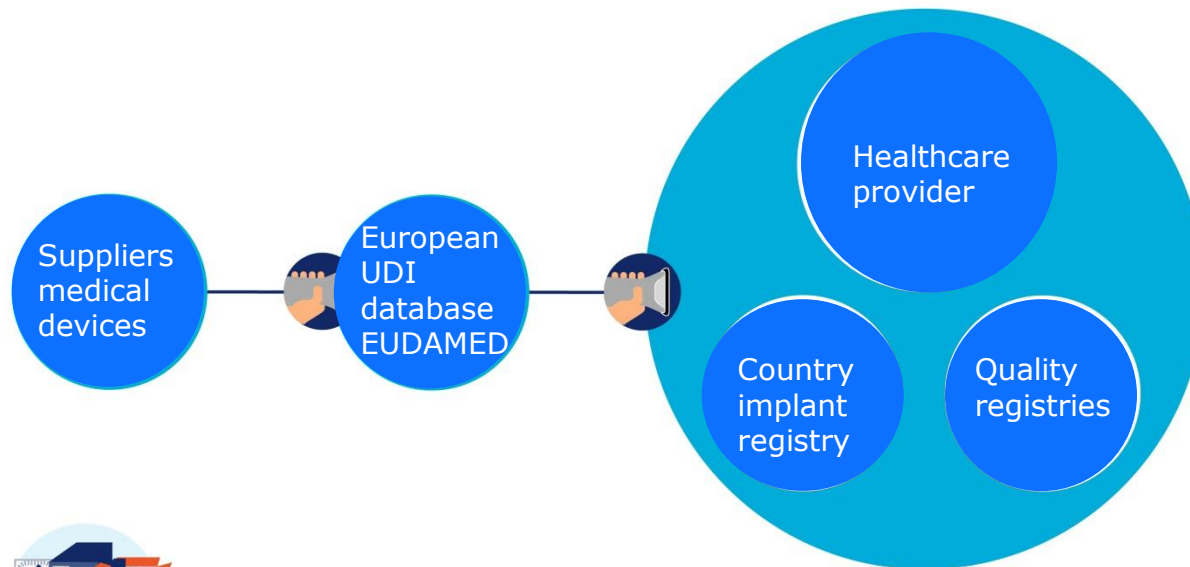 Suppliers
medical
devices
European
UDI
database
EUDAMED
Healthcare
provider
Country
implant
registry
Quality
registries